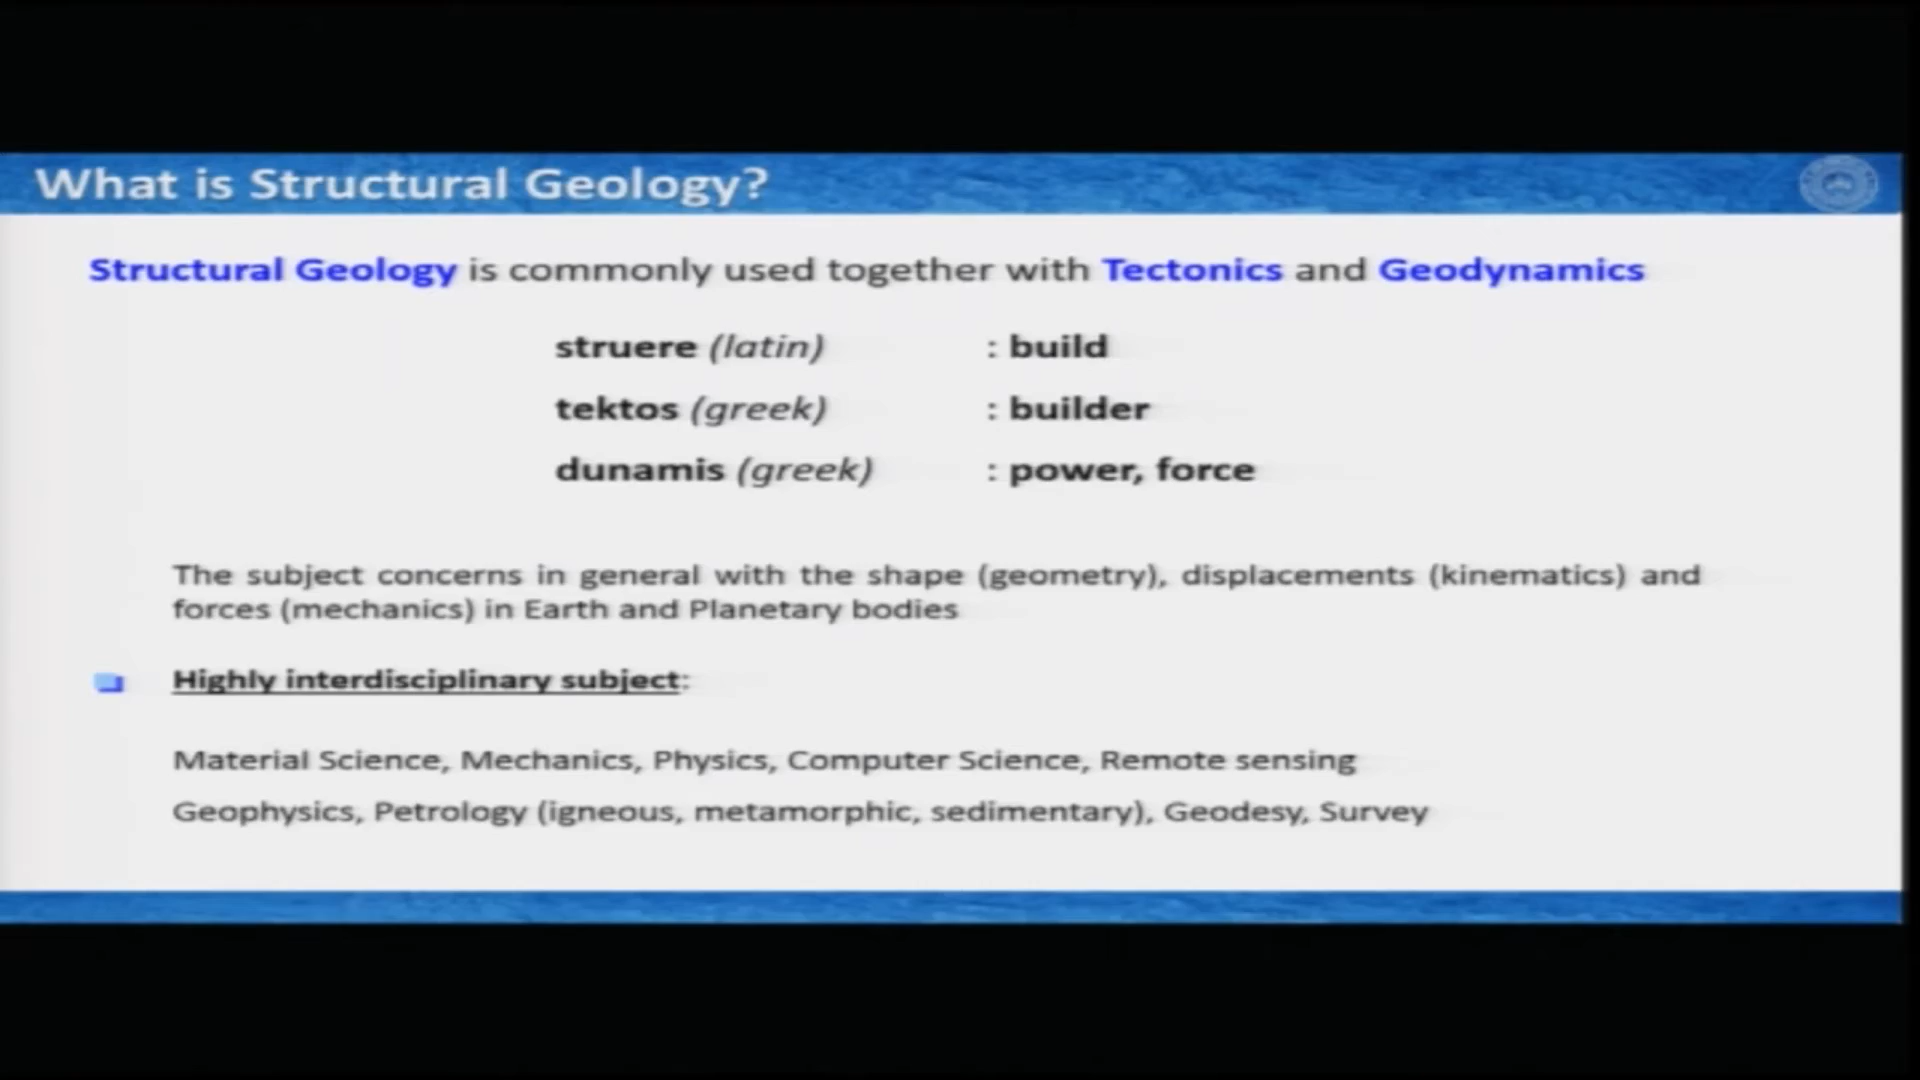 What is Structural Geology?
Structural Geology is commonly used together with Tectonics and Geodynamics
struere (latin) : build
tektos (greek) : builder
dunamis (greek) : power, force
The subject concerns in general with the shape (geometry), displacements (kinematics) and
forces (mechanics) in Earth and Planetary bodies
Highly interdisciplinary subject:
Material Science, Mechanics, Physics, Computer Science, Remote sensing
Geophysics, Petrology (igneous, metamorphic, sedimentary), Geodesy, Survey